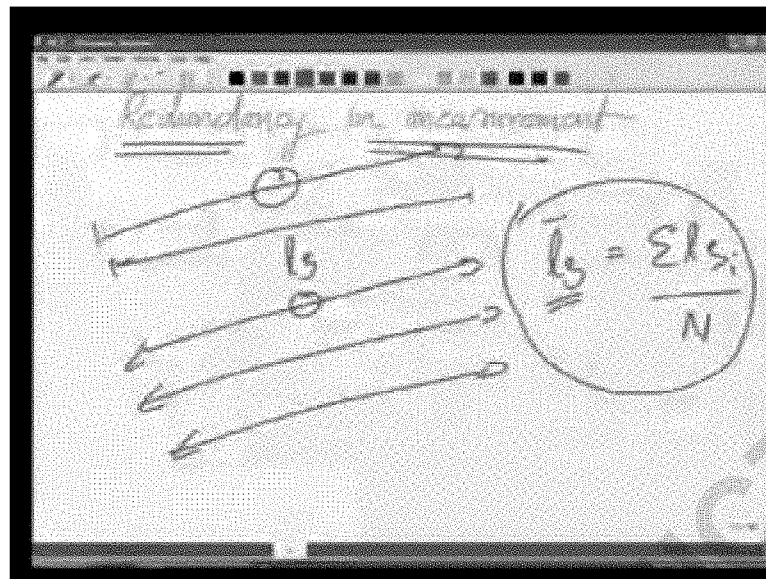 Redundancy in measurement
ls
l̄s = Σlsᵢ
N